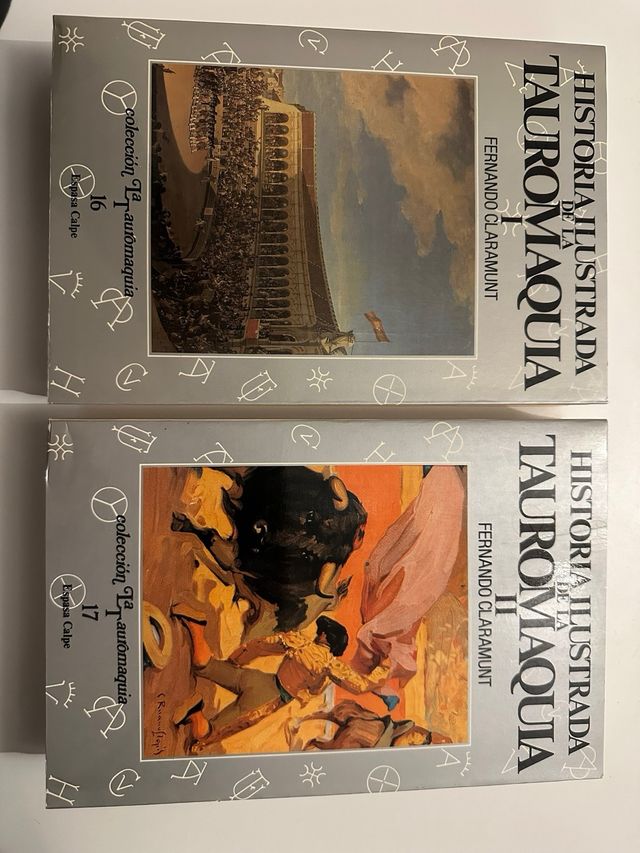 HISTORIA ILUSTRADA
DE LA
TAUROMAQUIA
I
FERNANDO CLARAMUNT
colección La Tauromaquia
16
Espasa Calpe
HISTORIA ILUSTRADA
DE LA
TAUROMAQUIA
II
FERNANDO CLARAMUNT
colección La Tauromaquia
17
Espasa Calpe